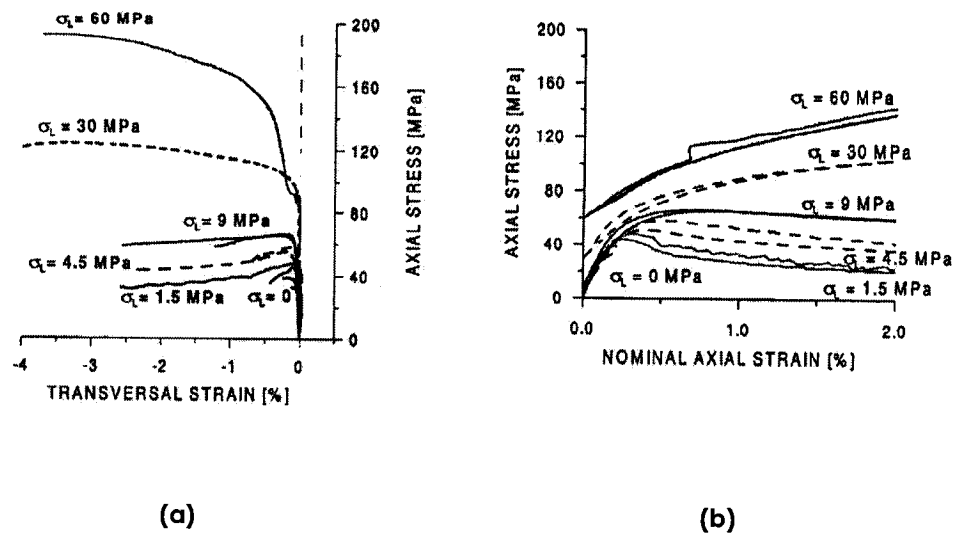 σL = 60 MPa
σL = 30 MPa
σL = 9 MPa
σL = 4.5 MPa
σL = 1.5 MPa
σL = 0
200
160
120
80
40
0
AXIAL STRESS [MPa]
-4 -3 -2 -1 0
TRANSVERSAL STRAIN [%]
(a)
200
160
120
80
40
0
AXIAL STRESS [MPa]
σL = 60 MPa
σL = 30 MPa
σL = 9 MPa
σL = 4.5 MPa
σL = 0 MPa
σL = 1.5 MPa
0.0 1.0 2.0
NOMINAL AXIAL STRAIN [%]
(b)